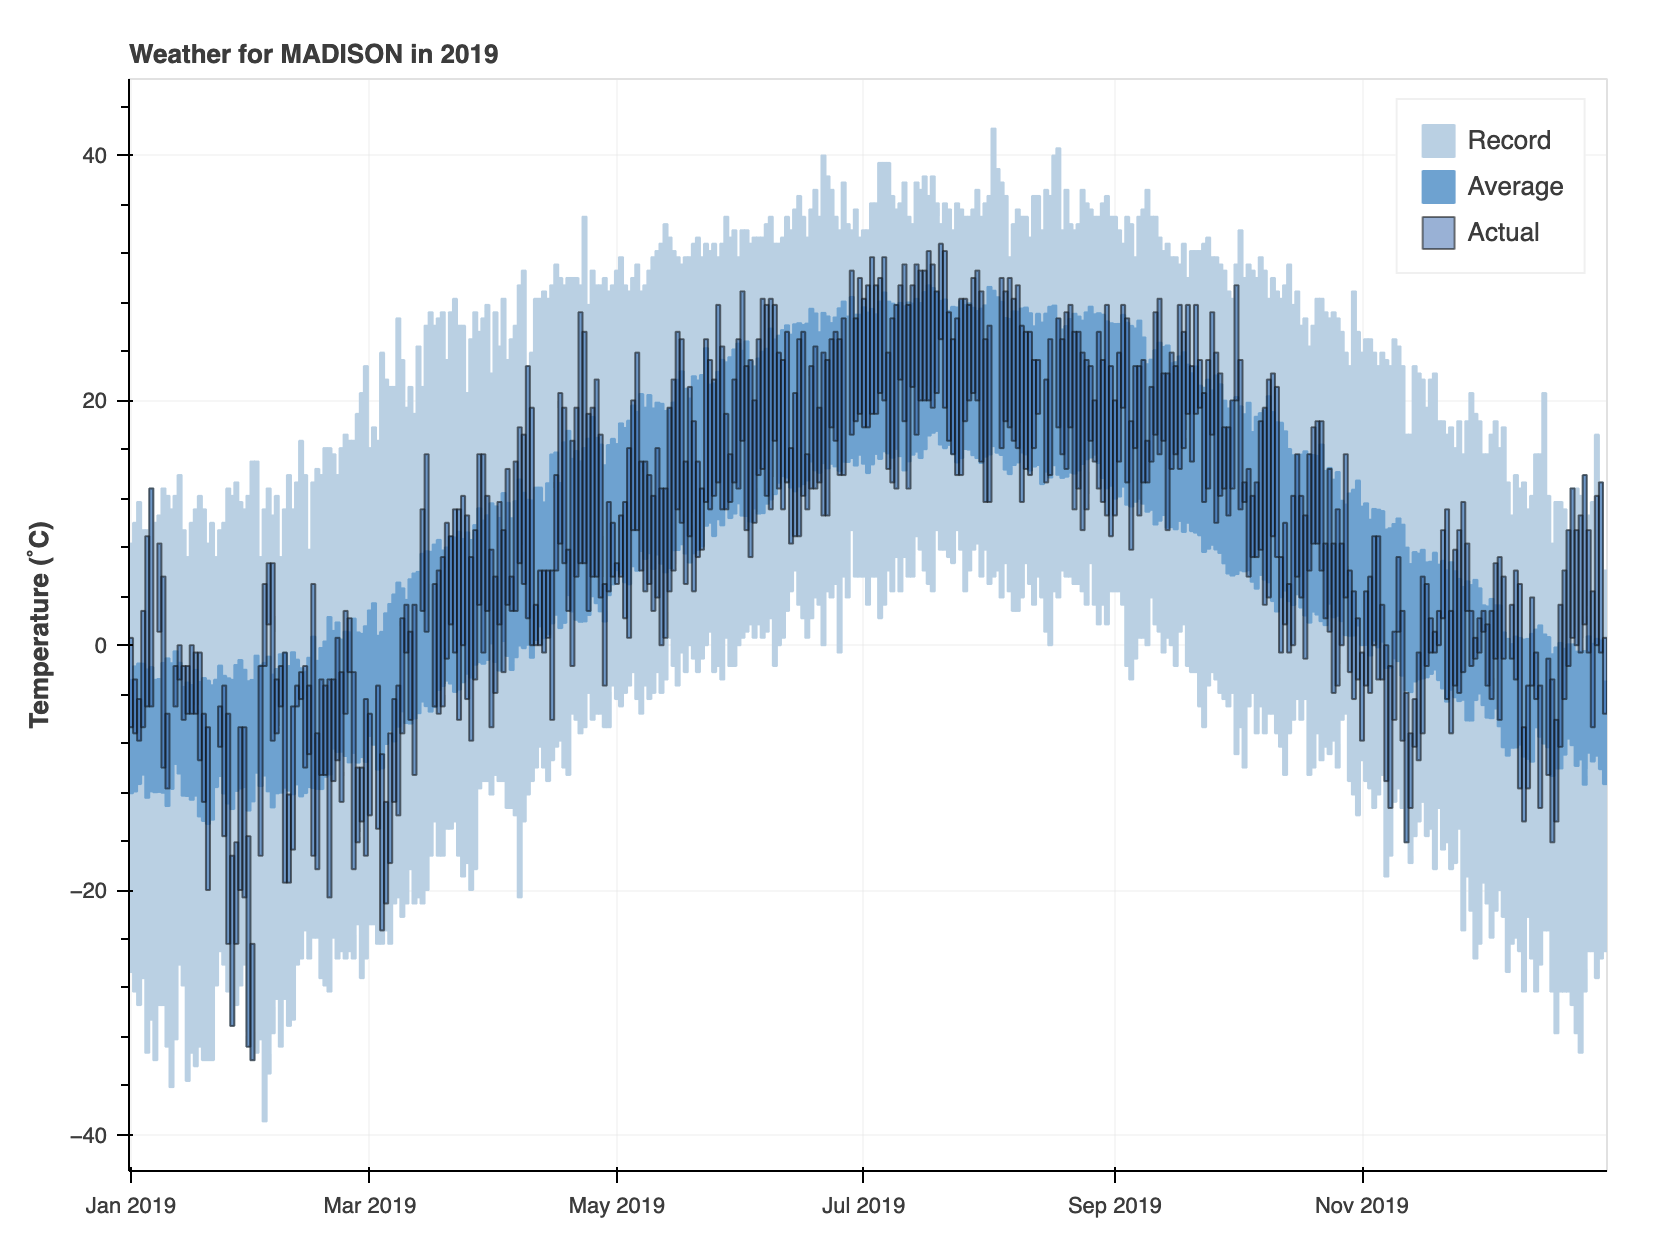 Weather for MADISON in 2019
Record
Average
Actual
Temperature (˚C)
40
20
0
−20
−40
Jan 2019
Mar 2019
May 2019
Jul 2019
Sep 2019
Nov 2019